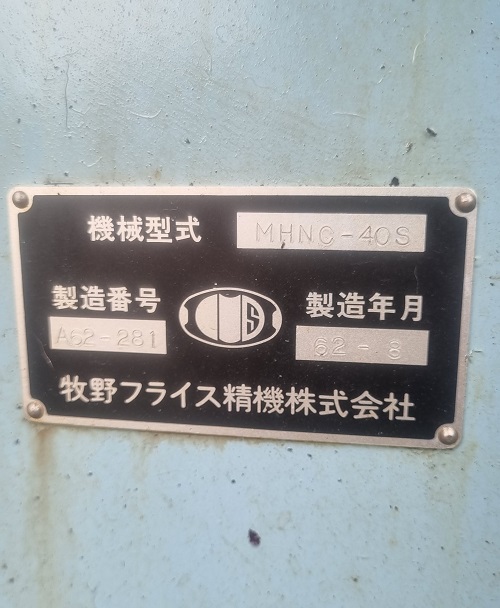 機械型式 MHNC-40S
製造番号 製造年月
A62-281 62-8
牧野フライス精機株式会社